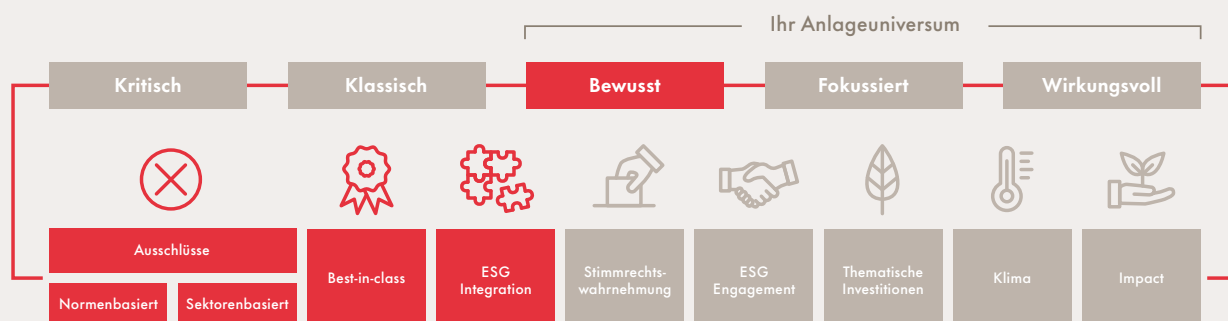 Ihr Anlageuniversum
Kritisch
Klassisch
Bewusst
Fokussiert
Wirkungsvoll
Ausschlüsse
Normenbasiert
Sektorenbasiert
Best-in-class
ESG
Integration
Stimmrechts-
wahrnehmung
ESG
Engagement
Thematische
Investitionen
Klima
Impact